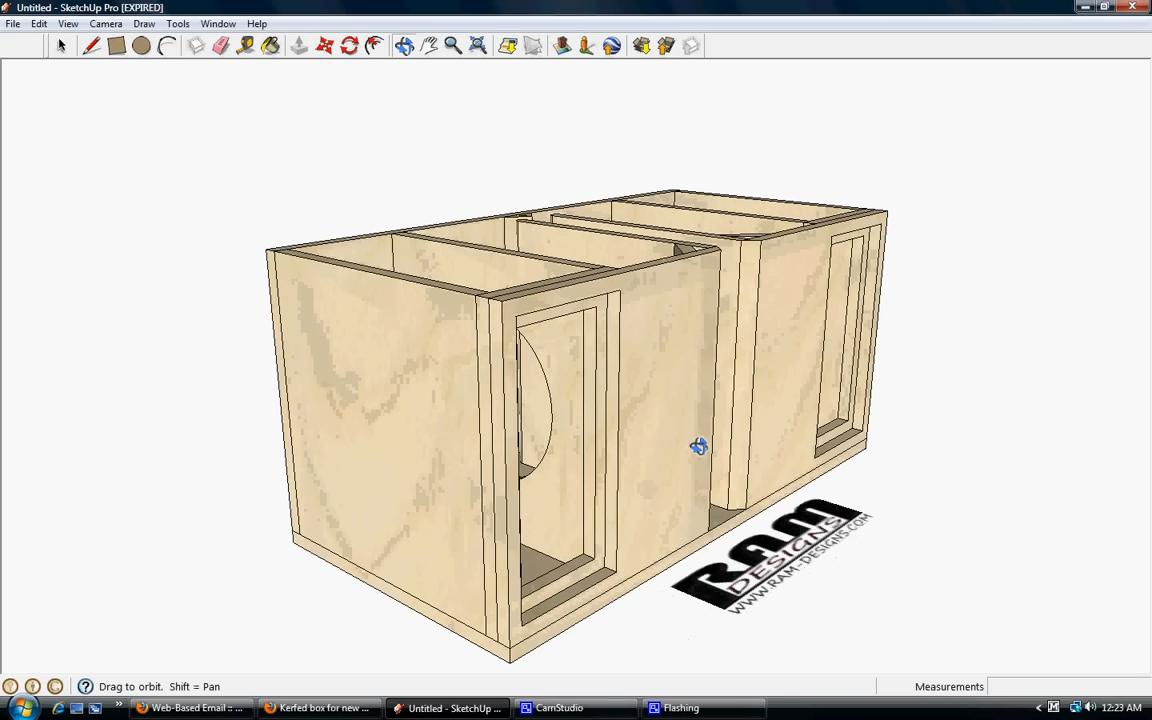 Untitled - SketchUp Pro [EXPIRED]
File Edit View Camera Draw Tools Window Help
RAM
DESIGNS
WWW.RAM-DESIGNS.COM
Drag to orbit. Shift = Pan
Measurements
Web-Based Email :: ...
Kerfed box for new ...
Untitled - SketchUp ...
CamStudio
Flashing
12:23 AM